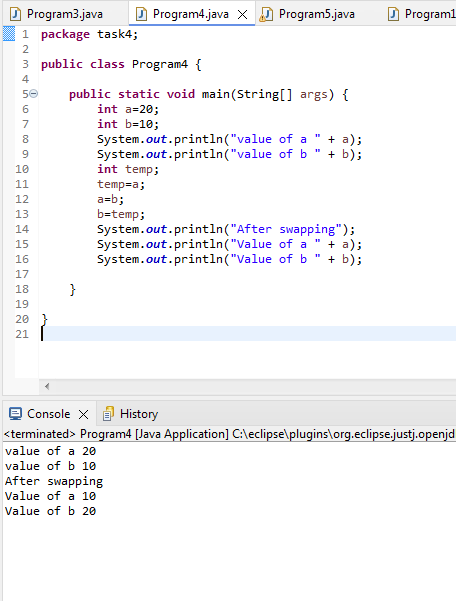 Program3.java Program4.java Program5.java Program1
1 package task4;
2
3 public class Program4 {
4
5 public static void main(String[] args) {
6 int a=20;
7 int b=10;
8 System.out.println("value of a " + a);
9 System.out.println("value of b " + b);
10 int temp;
11 temp=a;
12 a=b;
13 b=temp;
14 System.out.println("After swapping");
15 System.out.println("Value of a " + a);
16 System.out.println("Value of b " + b);
17
18 }
19
20 }
21
Console History
<terminated> Program4 [Java Application] C:\eclipse\plugins\org.eclipse.justj.openjd
value of a 20
value of b 10
After swapping
Value of a 10
Value of b 20